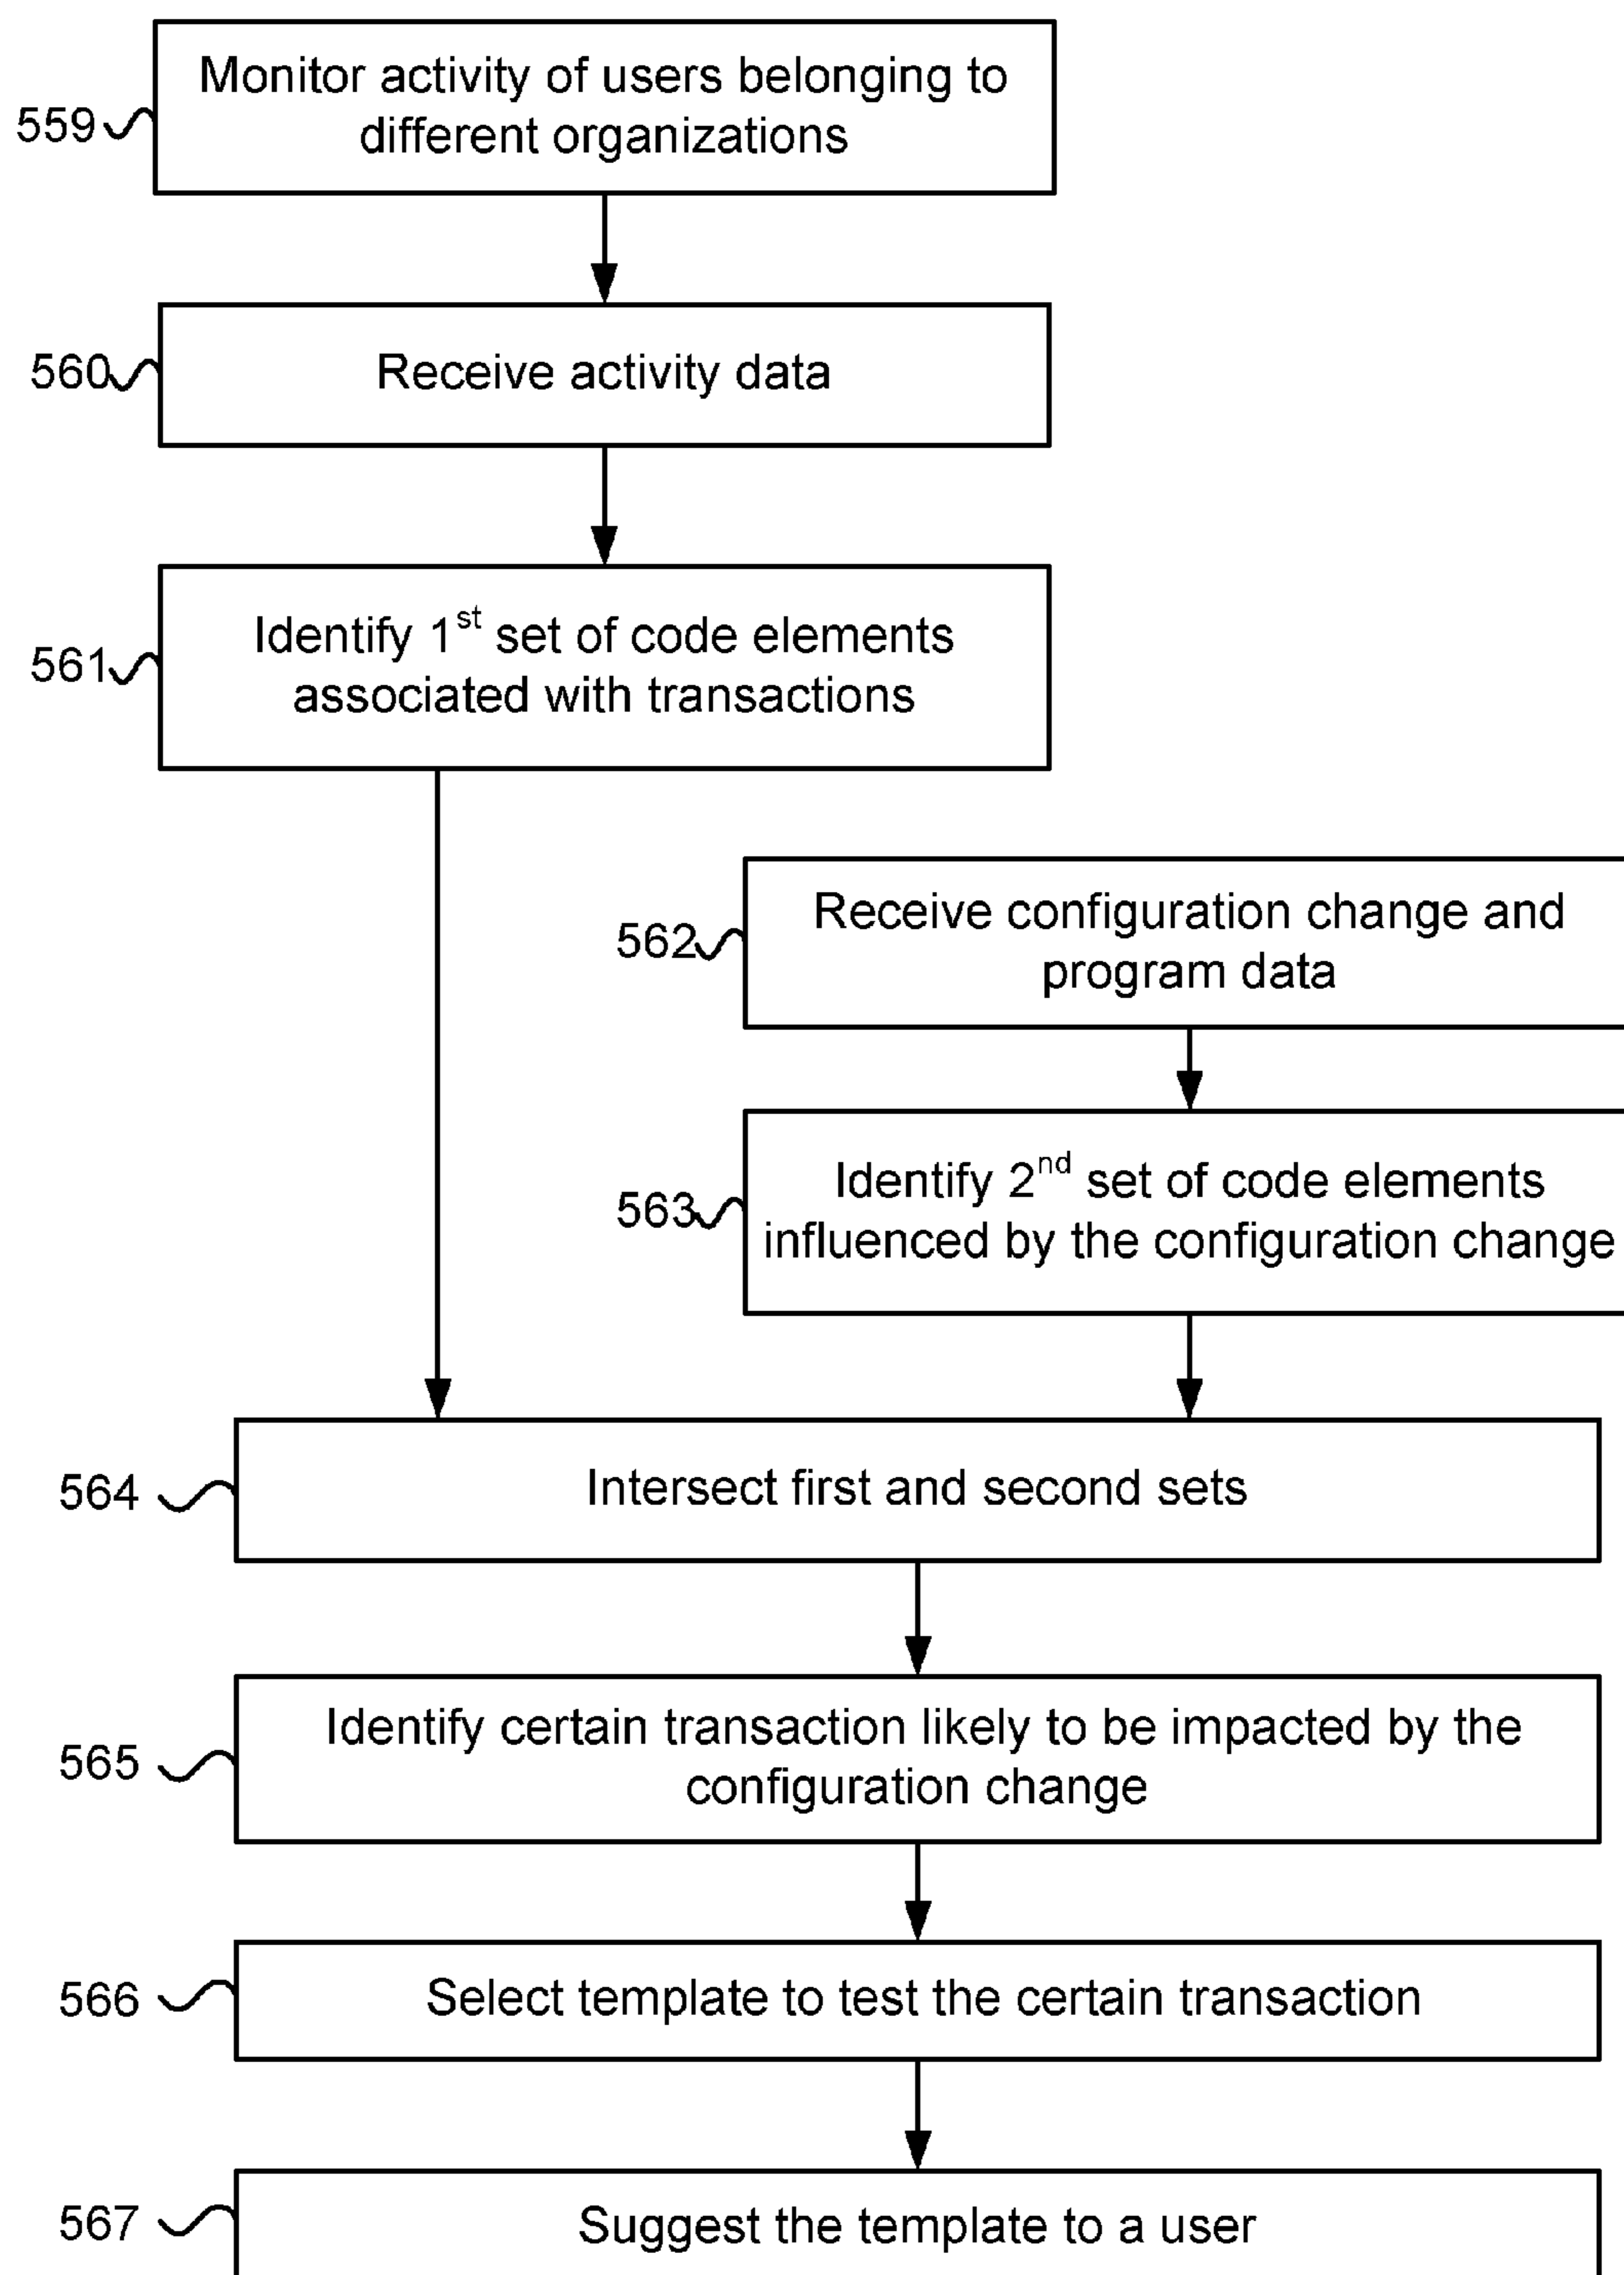 Monitor activity of users belonging to
different organizations
559
Receive activity data
560
Identify 1st set of code elements
associated with transactions
561
Receive configuration change and
program data
562
Identify 2nd set of code elements
influenced by the configuration change
563
Intersect first and second sets
564
Identify certain transaction likely to be impacted by the
configuration change
565
Select template to test the certain transaction
566
Suggest the template to a user
567